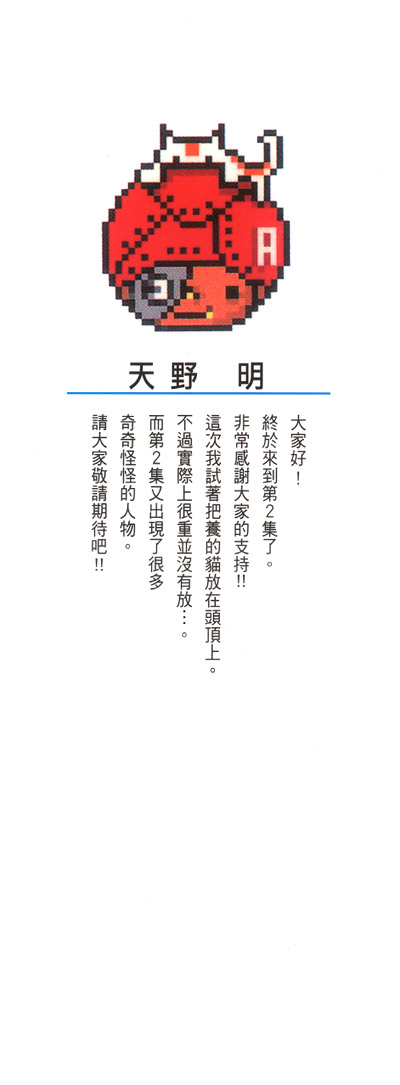 A
天野 明
大家好！
終於來到第2集了。
非常感謝大家的支持!!
這次我試著把養的貓放在頭頂上。
不過實際上很重並沒有放…。
而第2集又出現了很多
奇奇怪怪的人物。
請大家敬請期待吧!!